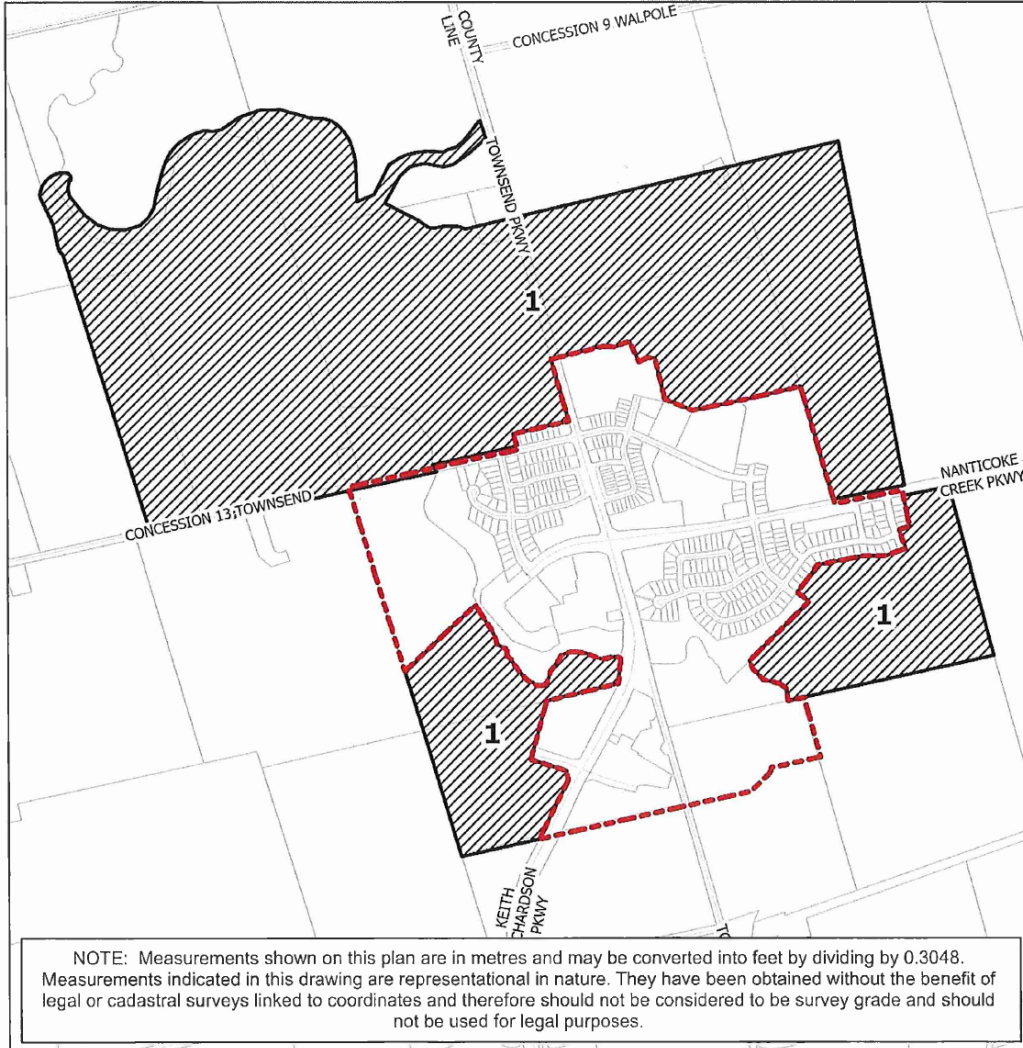 COUNTY
LINE
CONCESSION 9 WALPOLE
TOWNSEND PKWY
1
NANTICOKE
CREEK PKWY
CONCESSION 13, TOWNSEND
1
1
KEITH
CHARDSON
PKWY
NOTE: Measurements shown on this plan are in metres and may be converted into feet by dividing by 0.3048.
Measurements indicated in this drawing are representational in nature. They have been obtained without the benefit of
legal or cadastral surveys linked to coordinates and therefore should not be considered to be survey grade and should
not be used for legal purposes.